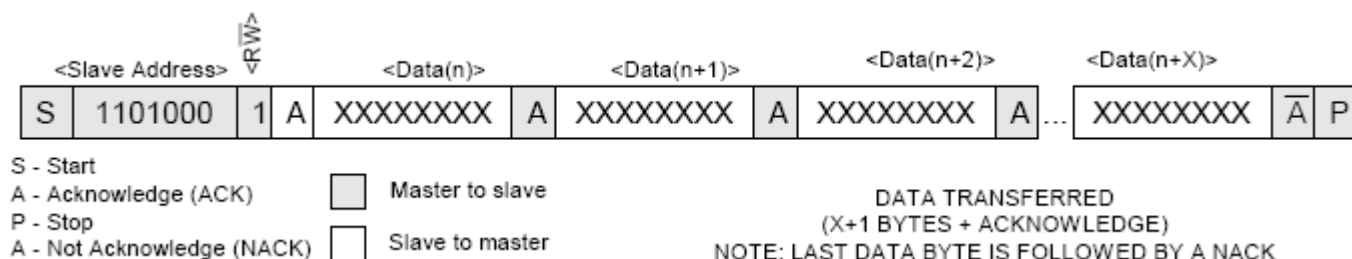 <Slave Address> <RW̅> <Data(n)> <Data(n+1)> <Data(n+2)> <Data(n+X)>
S 1101000 1 A XXXXXXXX A XXXXXXXX A XXXXXXXX A ... XXXXXXXX A̅ P
S - Start
A - Acknowledge (ACK) Master to slave DATA TRANSFERRED
P - Stop (X+1 BYTES + ACKNOWLEDGE)
A - Not Acknowledge (NACK) Slave to master NOTE: LAST DATA BYTE IS FOLLOWED BY A NACK